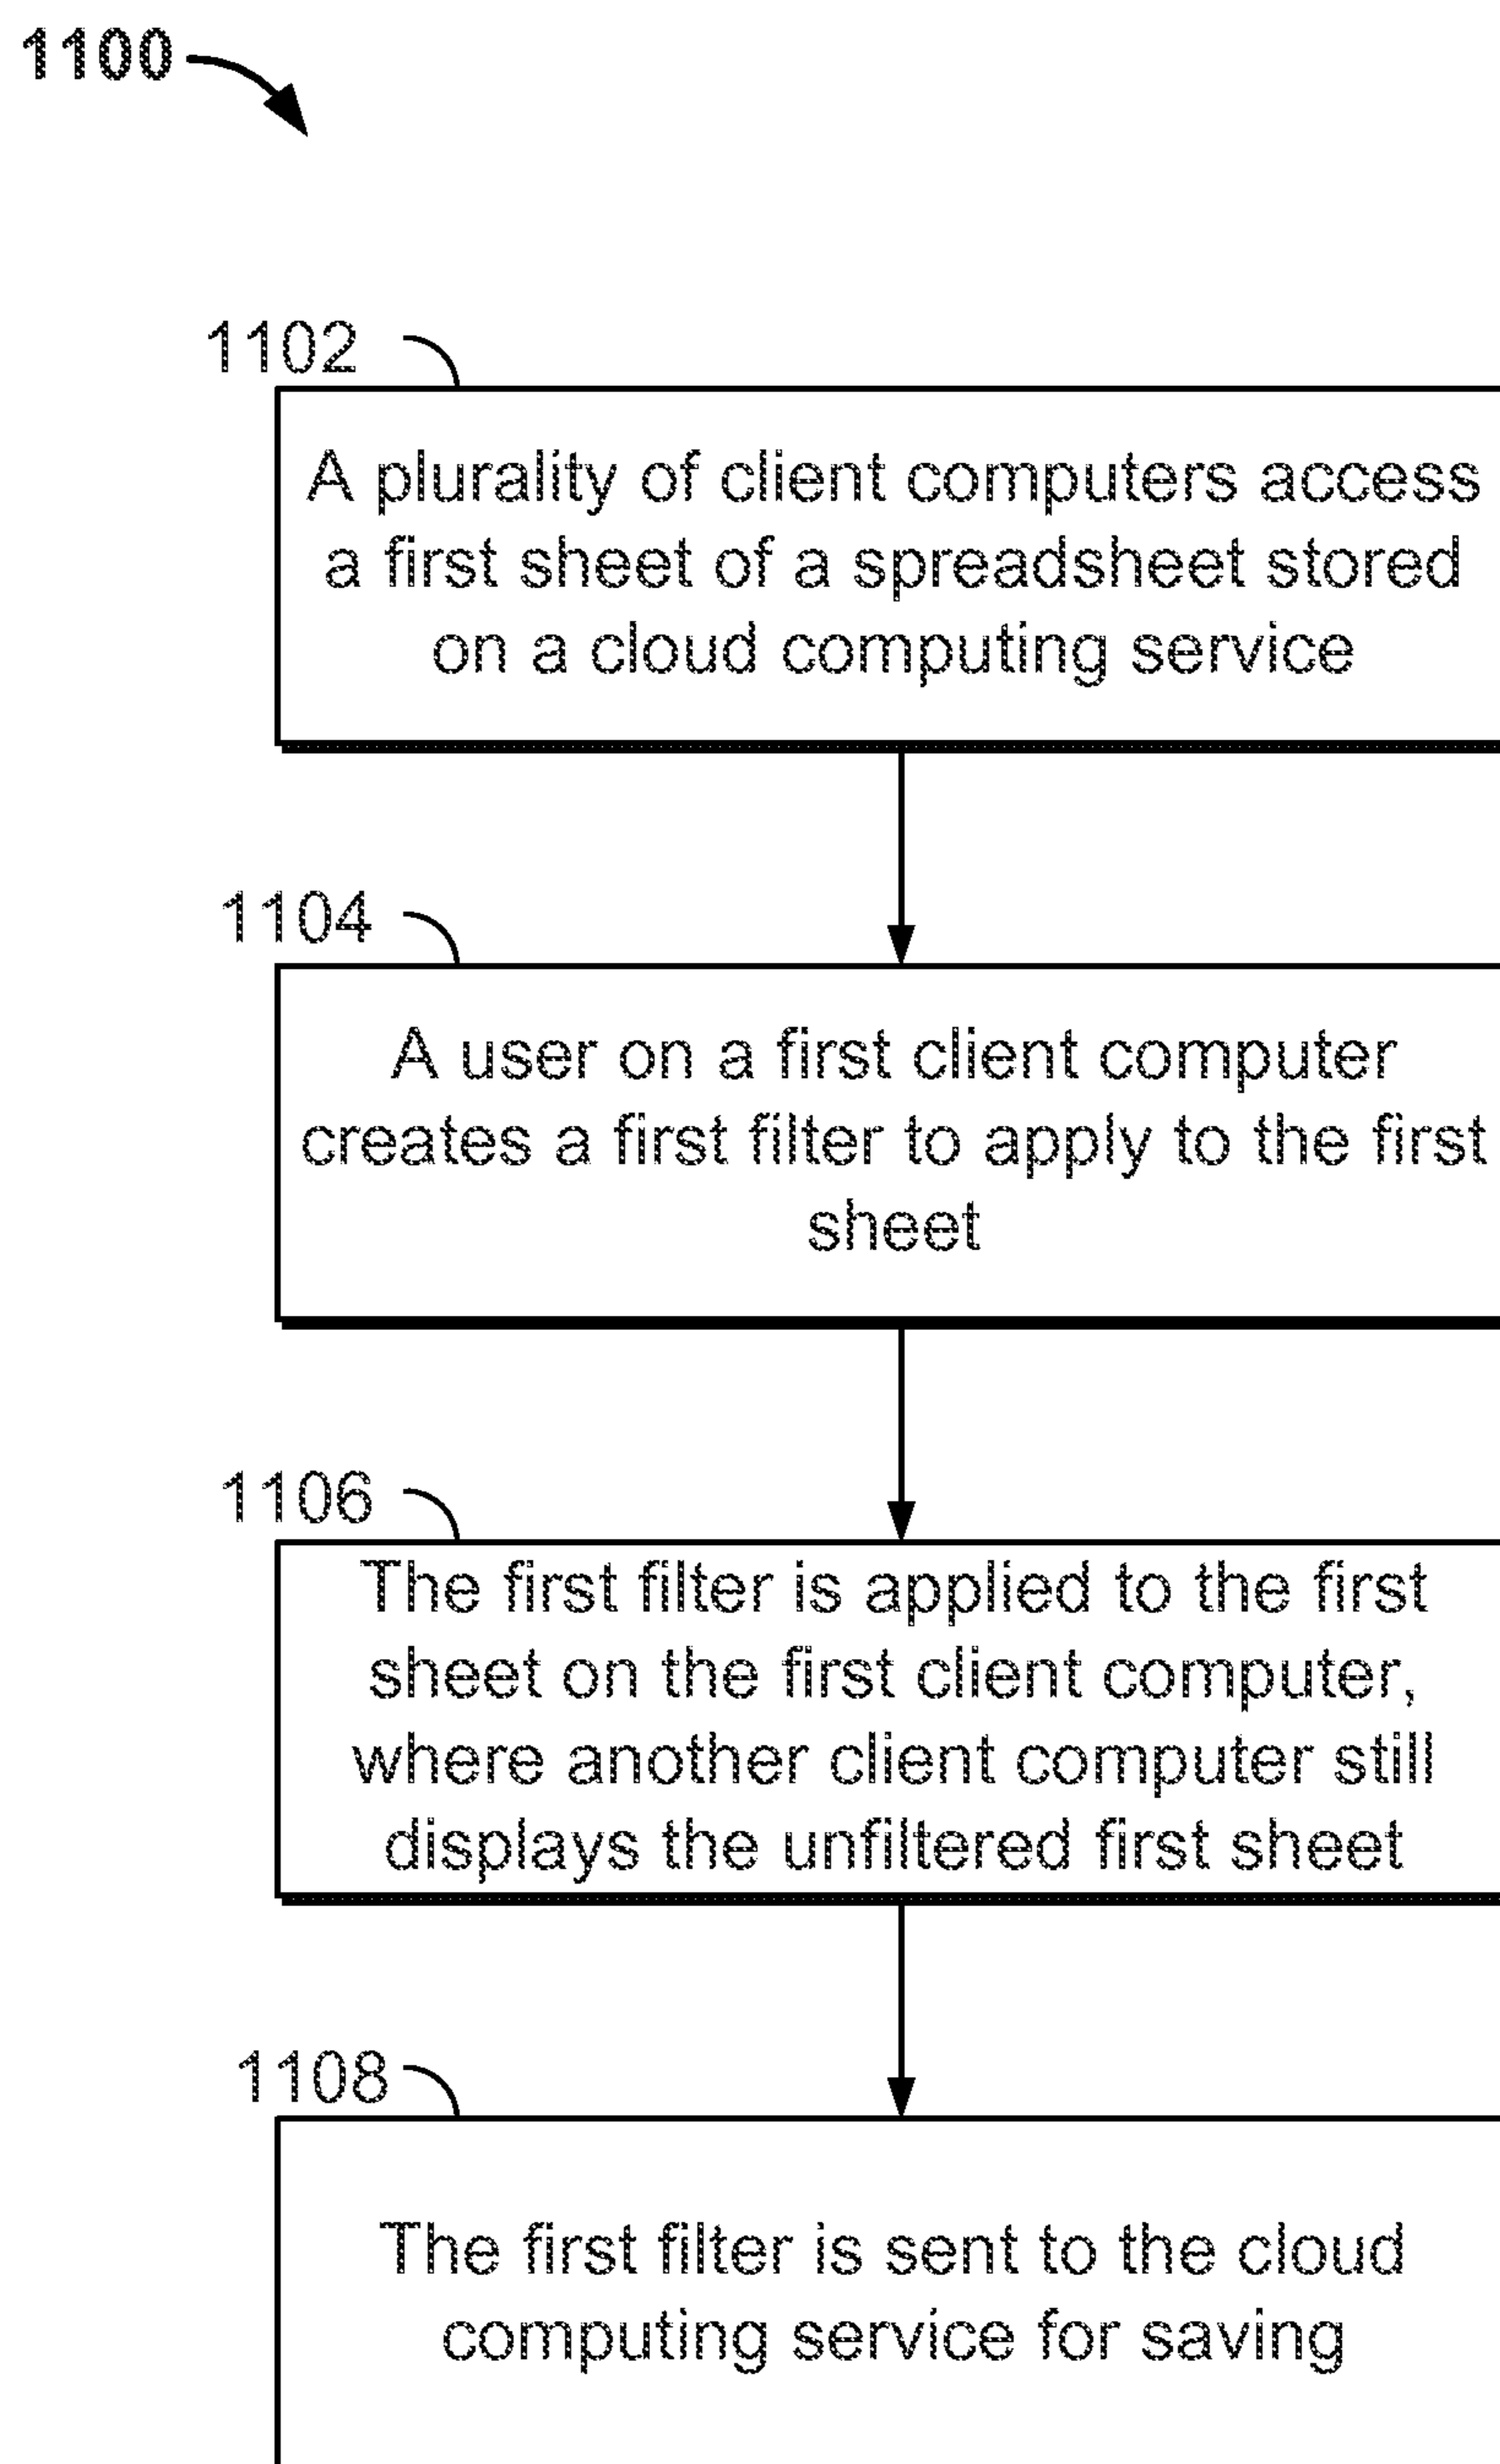 1100
1102
A plurality of client computers access
a first sheet of a spreadsheet stored
on a cloud computing service
1104
A user on a first client computer
creates a first filter to apply to the first
sheet
1106
The first filter is applied to the first
sheet on the first client computer,
where another client computer still
displays the unfiltered first sheet
1108
The first filter is sent to the cloud
computing service for saving